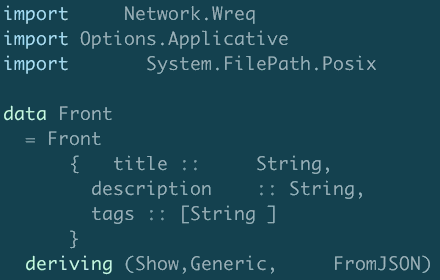 import     Network.Wreq
import Options.Applicative
import       System.FilePath.Posix

data Front
  = Front
      {   title ::     String,
        description    :: String,
        tags :: [String ]
      }
  deriving (Show,Generic,     FromJSON)